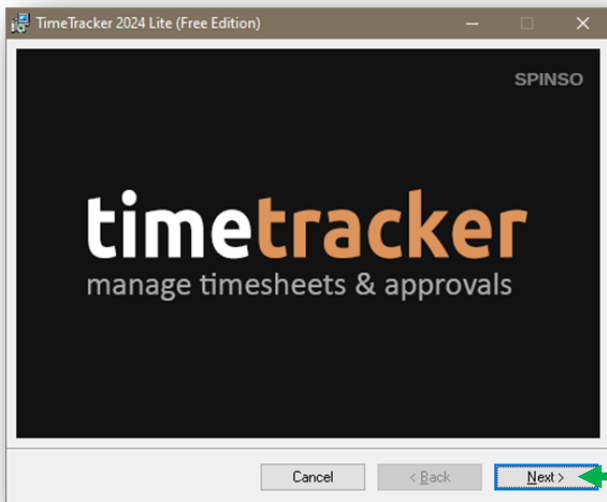 TimeTracker 2024 Lite (Free Edition)
SPINSO
timetracker
manage timesheets & approvals
Cancel
< Back
Next >